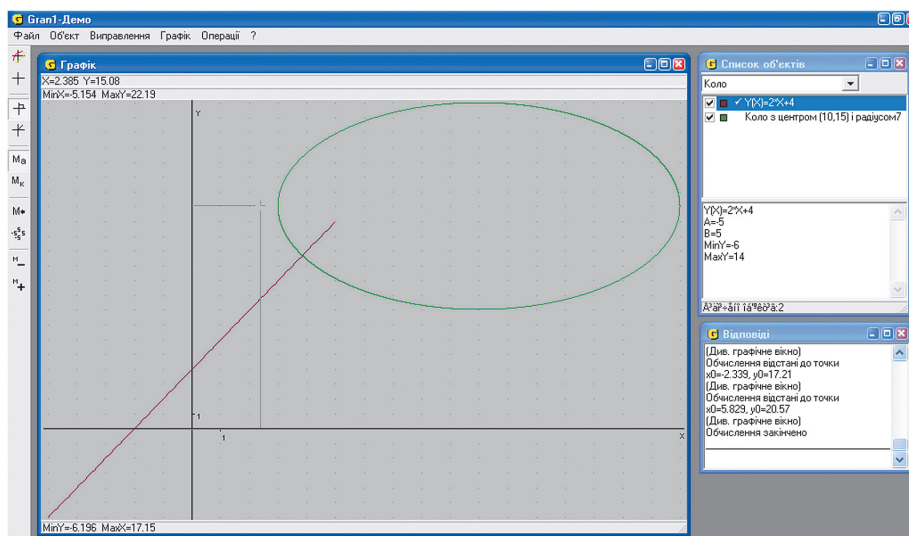 Gran1-Демо
Файл Об'єкт Виправлення Графік Операції ?
Графік
X=2.385 Y=15.08
MinX=-5.154 MaxY=22.19
Y
1
1
X
MinY=-6.196 MaxX=17.15
Ma
Mк
M*
M
M
Список об'єктів
Коло
Y(X)=2*X+4
Коло з центром (10,15) і радіусом7
Y(X)=2*X+4
A=-5
B=5
MinY=-6
MaxY=14
Відповіді
(Див. графічне вікно)
Обчислення відстані до точки
x0=-2.339, y0=17.21
(Див. графічне вікно)
Обчислення відстані до точки
x0=5.829, y0=20.57
(Див. графічне вікно)
Обчислення закінчено